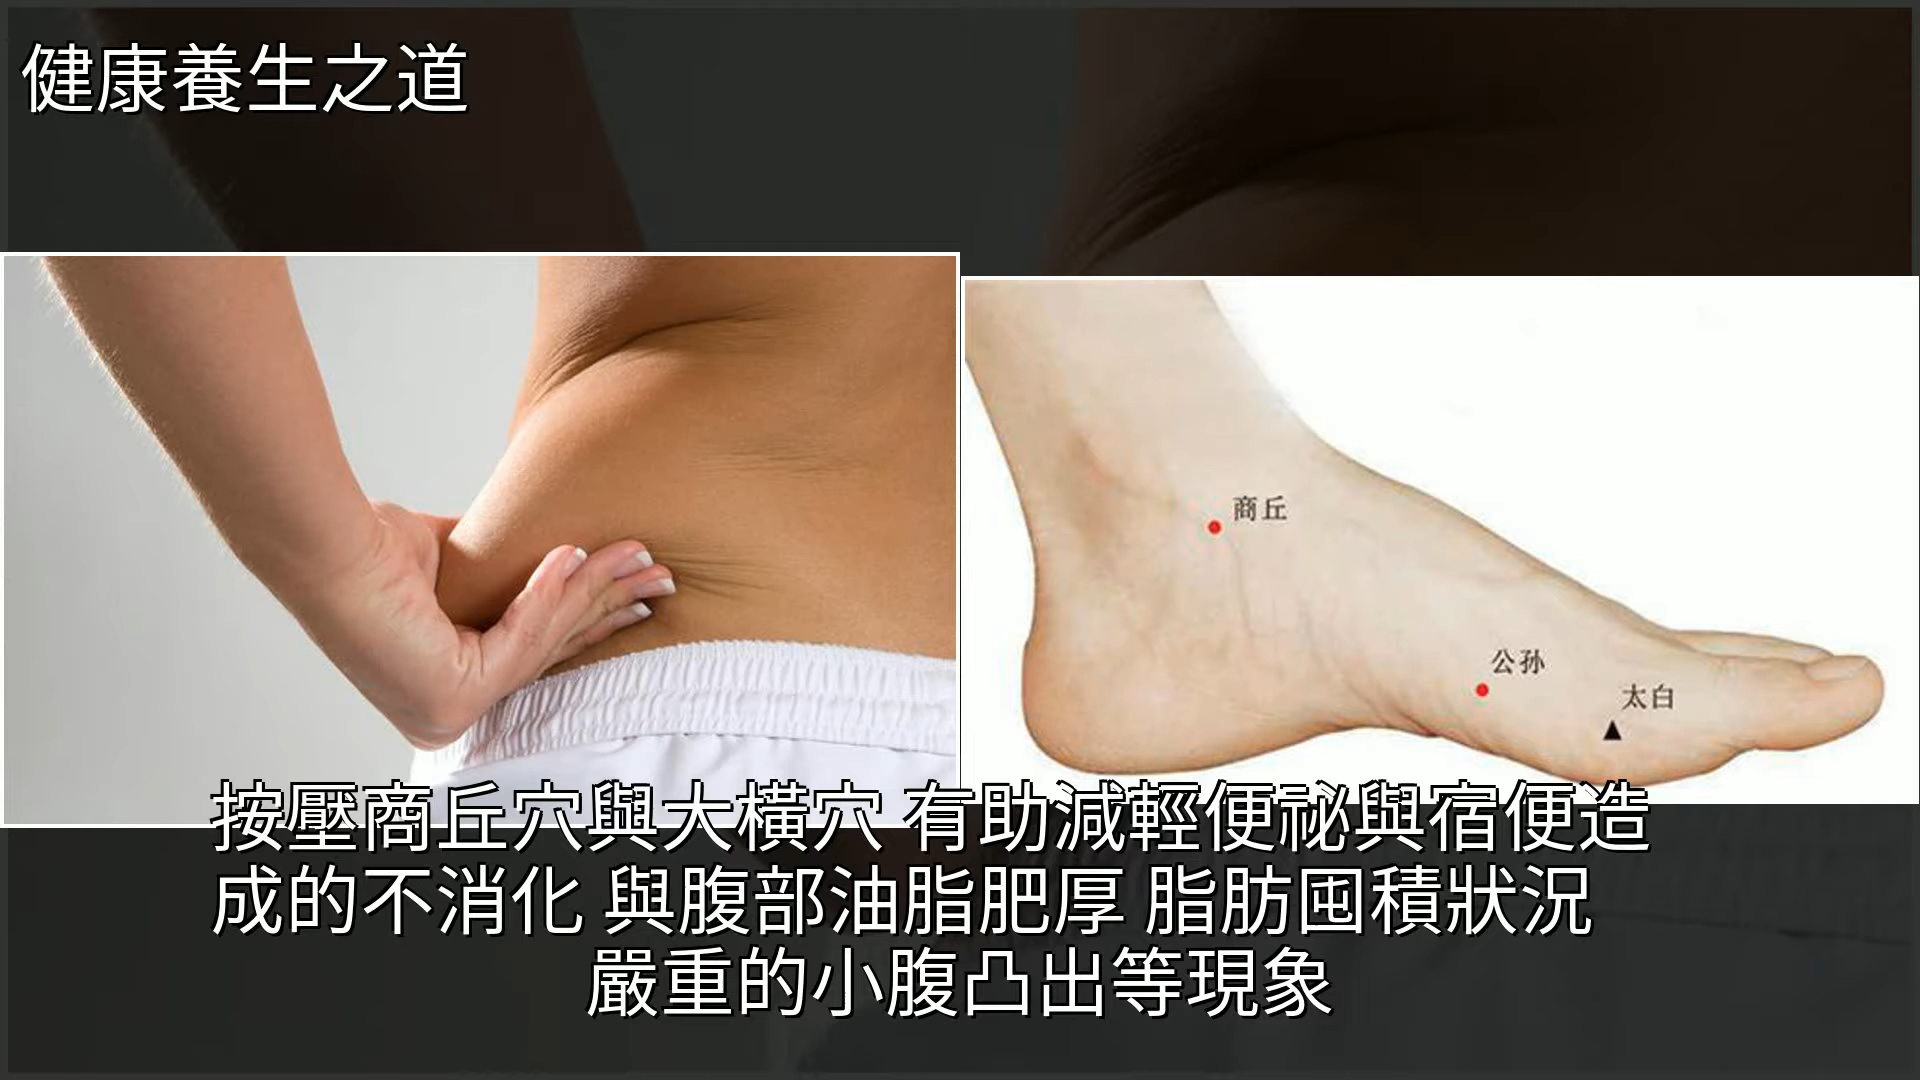 健康養生之道
商丘
公孙
太白
按壓商丘穴與大橫穴 有助減輕便祕與宿便造
成的不消化 與腹部油脂肥厚 脂肪囤積狀況
嚴重的小腹凸出等現象